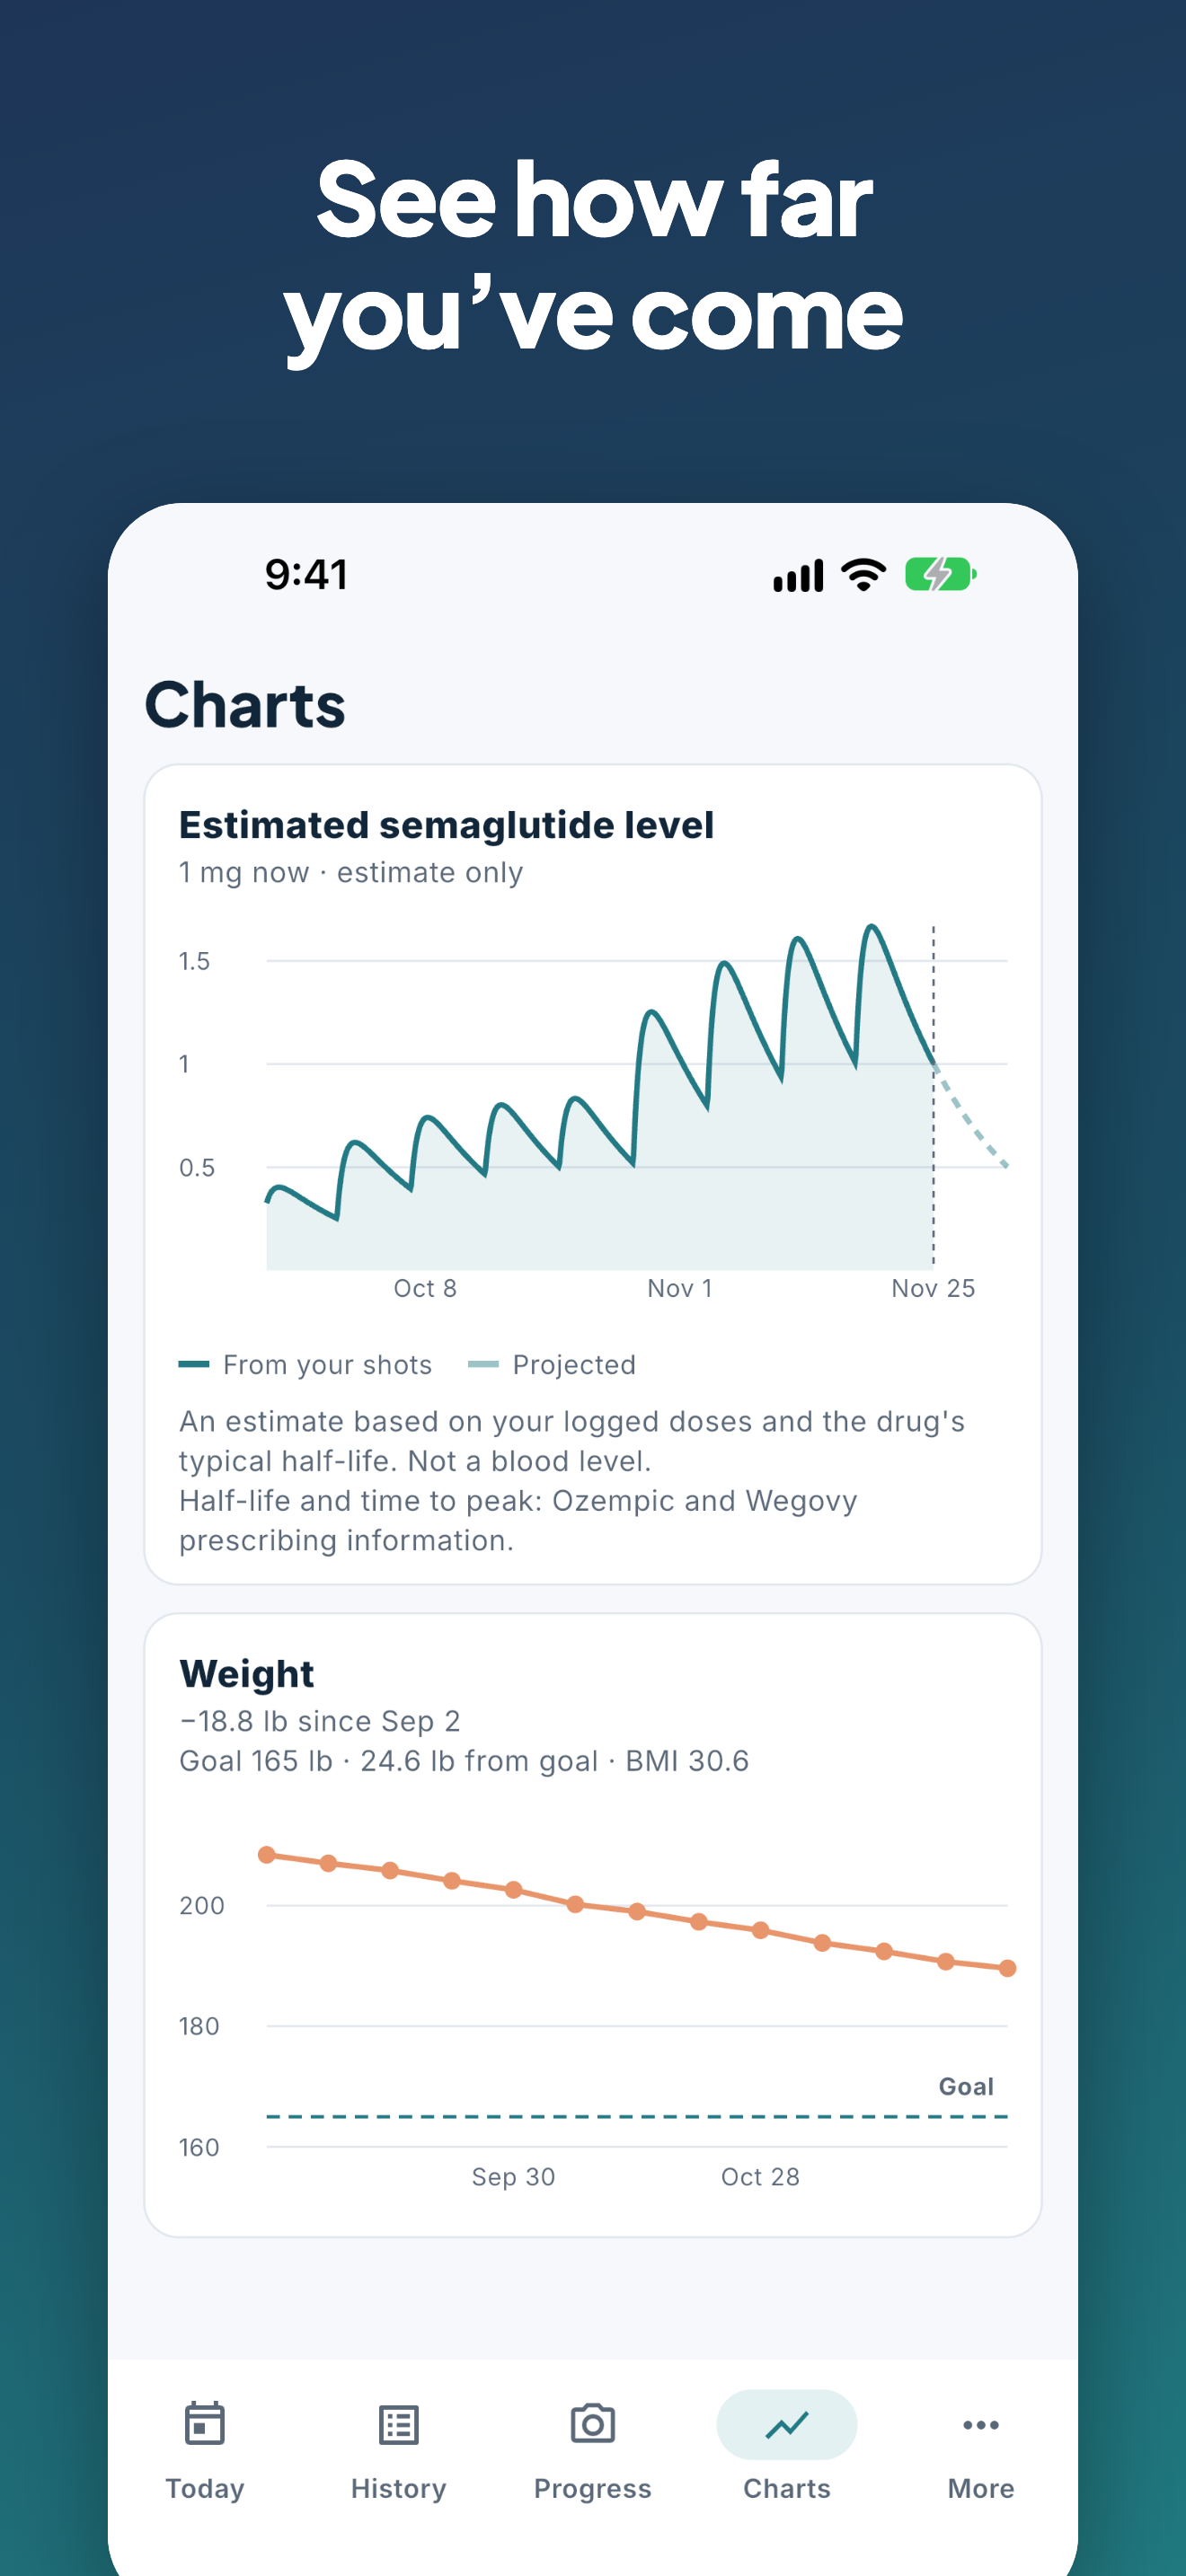 See how far
you’ve come
9:41
Charts
Estimated semaglutide level
1 mg now · estimate only
1.5
1
0.5
Oct 8
Nov 1
Nov 25
From your shots
Projected
An estimate based on your logged doses and the drug's
typical half-life. Not a blood level.
Half-life and time to peak: Ozempic and Wegovy
prescribing information.
Weight
−18.8 lb since Sep 2
Goal 165 lb · 24.6 lb from goal · BMI 30.6
200
180
Goal
160
Sep 30
Oct 28
Today
History
Progress
Charts
More